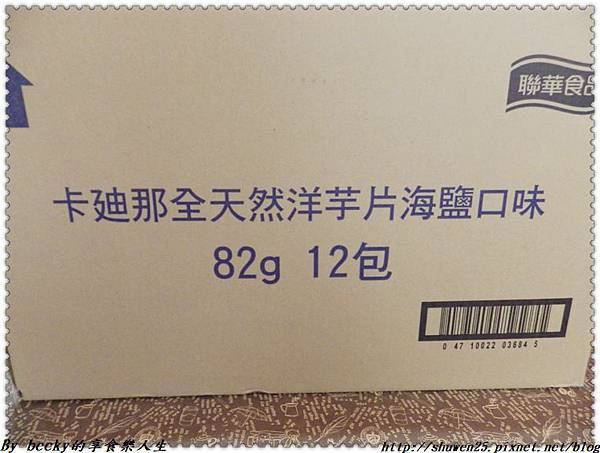 聯華食品
卡廸那全天然洋芋片海鹽口味
82g 12包
0 47 10022 03684 5
By bccky的享食樂人生
http://shuwen25.pixnet.net/blog